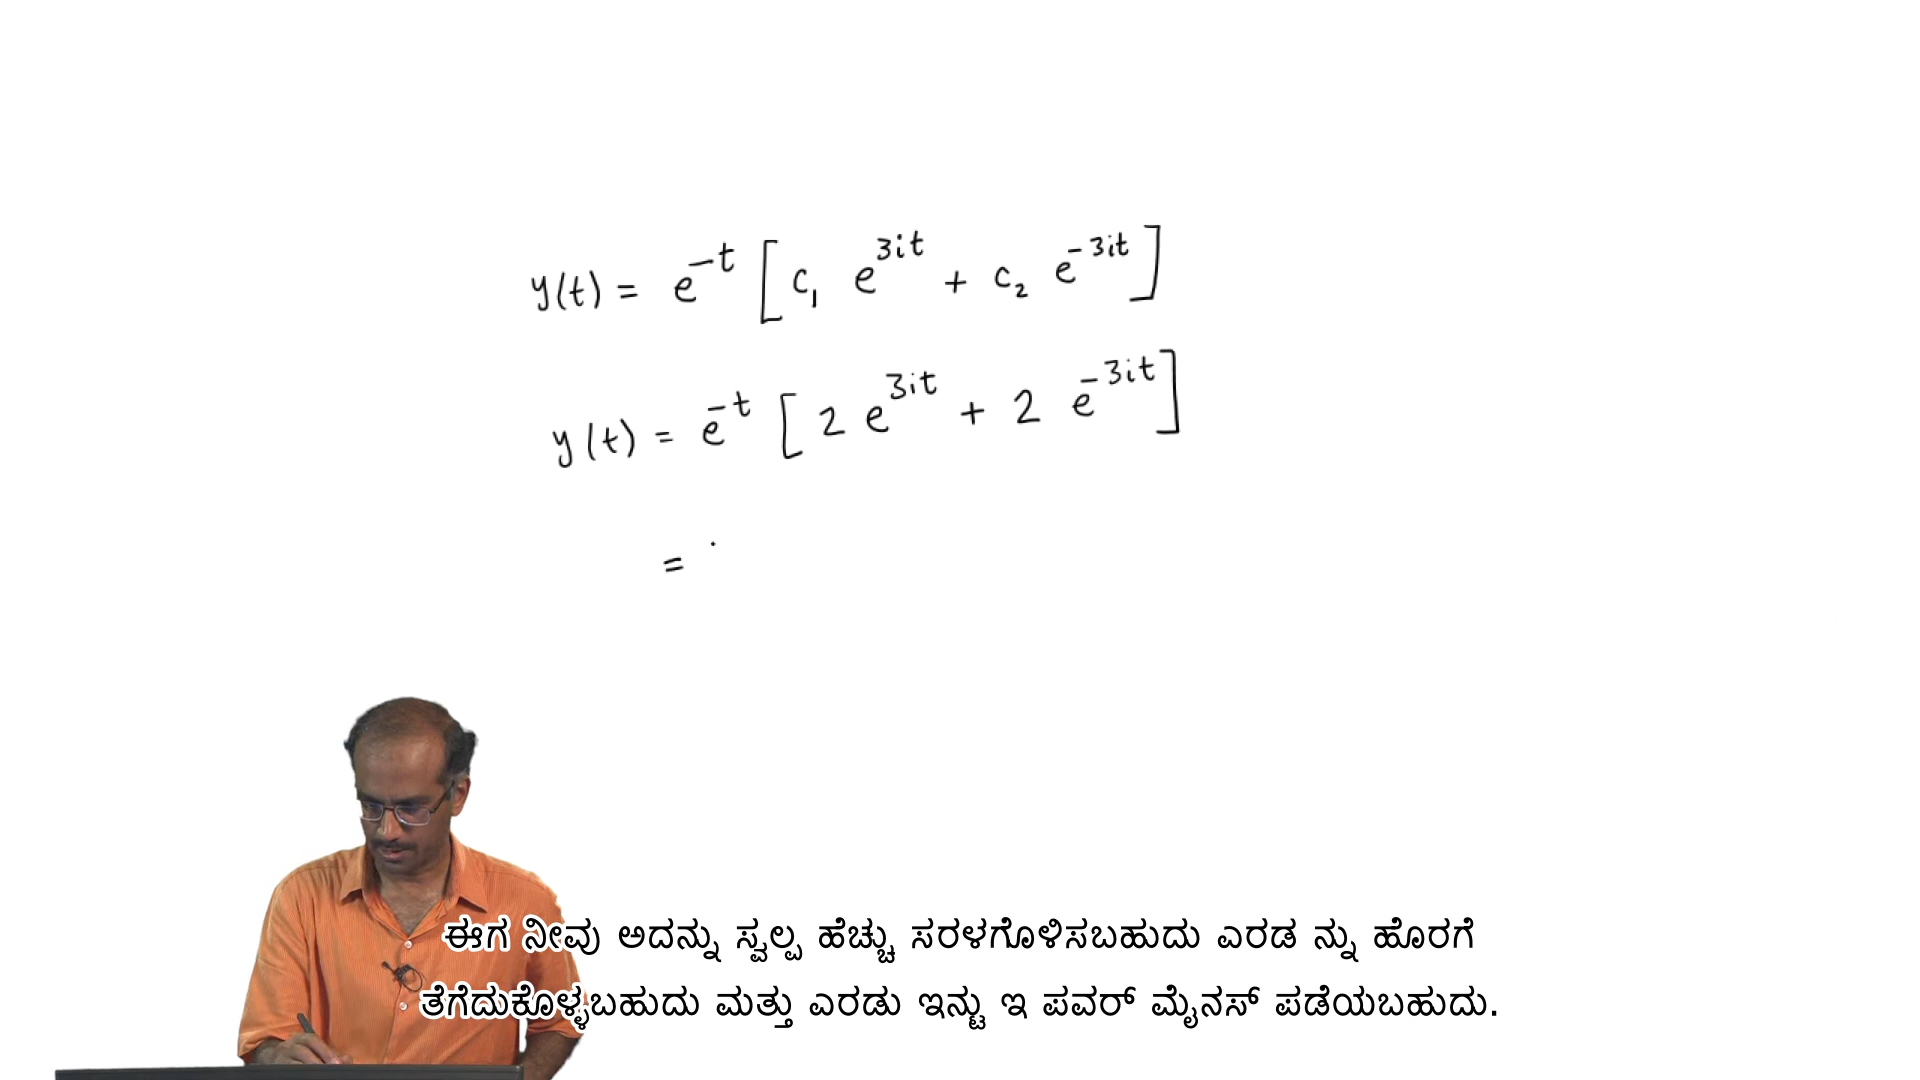 y(t) = e^{-t} [ c₁ e^{3it} + c₂ e^{-3it} ]
y(t) = e^{-t} [ 2 e^{3it} + 2 e^{-3it} ]
=
ಈಗ ನೀವು ಅದನ್ನು ಸ್ವಲ್ಪ ಹೆಚ್ಚು ಸರಳಗೊಳಿಸಬಹುದು ಎರಡ ನ್ನು ಹೊರಗೆ
ತೆಗೆದುಕೊಳ್ಳಬಹುದು ಮತ್ತು ಎರಡು ಇನ್ಟು ಇ ಪವರ್ ಮೈನಸ್ ಪಡೆಯಬಹುದು.